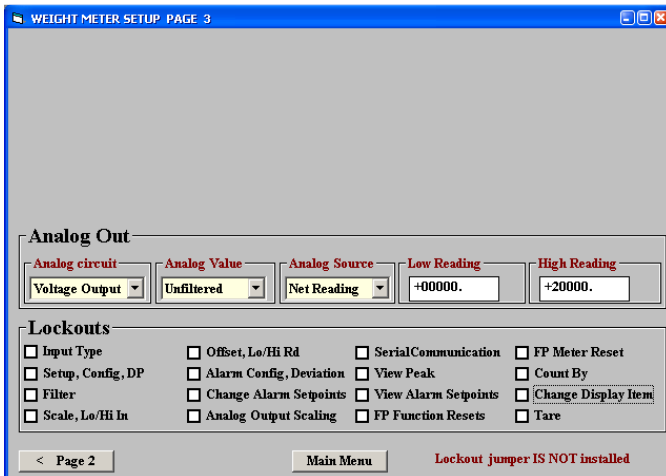 WEIGHT METER SETUP PAGE 3
Analog Out
Analog circuit Analog Value Analog Source Low Reading High Reading
Voltage Output Unfiltered Net Reading +00000. +20000.
Lockouts
Input Type Offset, Lo/Hi Rd SerialCommunication FP Meter Reset
Setup, Config, DP Alarm Config, Deviation View Peak Count By
Filter Change Alarm Setpoints View Alarm Setpoints Change Display Item
Scale, Lo/Hi In Analog Output Scaling FP Function Resets Tare
< Page 2 Main Menu Lockout jumper IS NOT installed